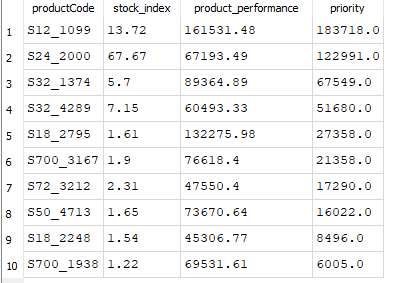 productCode stock_index product_performance priority
1 S12_1099 13.72 161531.48 183718.0
2 S24_2000 67.67 67193.49 122991.0
3 S32_1374 5.7 89364.89 67549.0
4 S32_4289 7.15 60493.33 51680.0
5 S18_2795 1.61 132275.98 27358.0
6 S700_3167 1.9 76618.4 21358.0
7 S72_3212 2.31 47550.4 17290.0
8 S50_4713 1.65 73670.64 16022.0
9 S18_2248 1.54 45306.77 8496.0
10 S700_1938 1.22 69531.61 6005.0